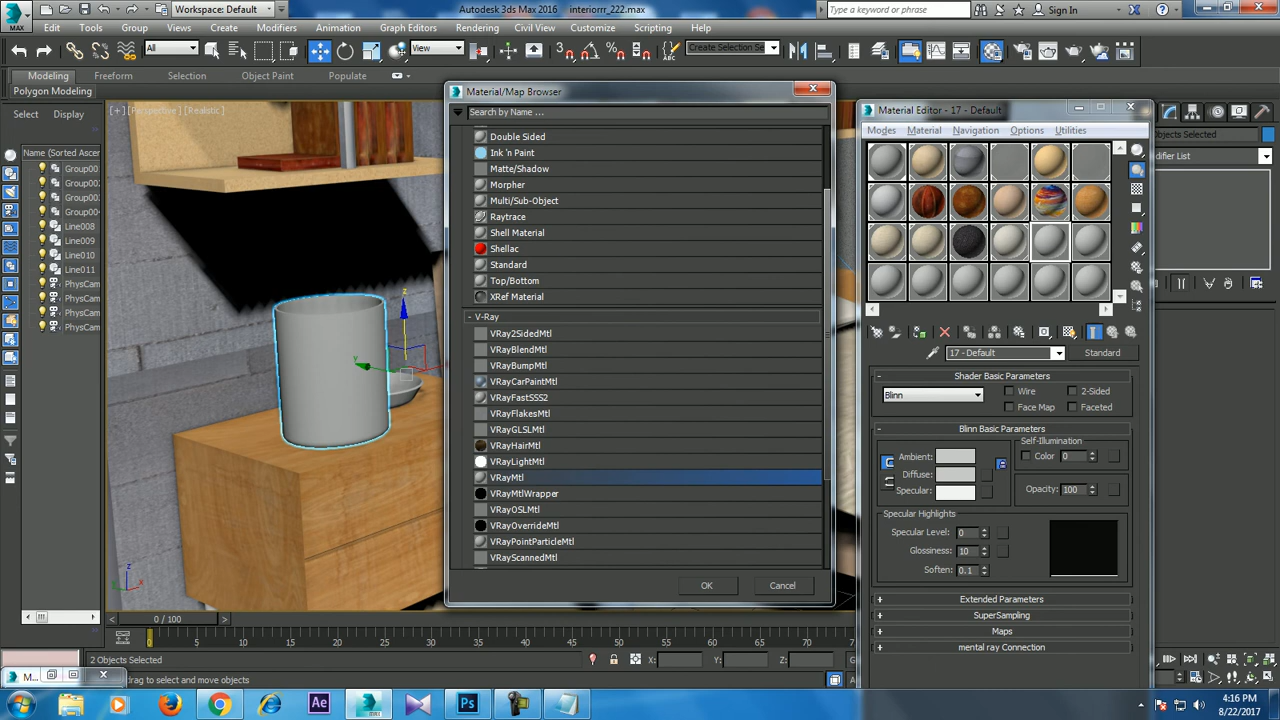 Workspace: Default
Autodesk 3ds Max 2016 interiorrr_222.max
Type a keyword or phrase
Sign In
MAX
Edit Tools Group Views Create Modifiers Animation Graph Editors Rendering Civil View Customize Scripting Help
All
View
Create Selection Se
Modeling Freeform Selection Object Paint Populate
Polygon Modeling
Select Display
Name (Sorted Ascen
Group00
Group00
Group00
Group00
Line008
Line009
Line010
Line011
PhysCam
PhysCam
PhysCam
PhysCam
[+][Perspective][Realistic]
Material/Map Browser
Search by Name ...
Double Sided
Ink 'n Paint
Matte/Shadow
Morpher
Multi/Sub-Object
Raytrace
Shell Material
Shellac
Standard
Top/Bottom
XRef Material
- V-Ray
VRay2SidedMtl
VRayBlendMtl
VRayBumpMtl
VRayCarPaintMtl
VRayFastSSS2
VRayFlakesMtl
VRayGLSLMtl
VRayHairMtl
VRayLightMtl
VRayMtl
VRayMtlWrapper
VRayOSLMtl
VRayOverrideMtl
VRayPointParticleMtl
VRayScannedMtl
OK Cancel
Material Editor - 17 - Default
Modes Material Navigation Options Utilities
17 - Default Standard
- Shader Basic Parameters
Blinn
Wire 2-Sided
Face Map Faceted
- Blinn Basic Parameters
Self-Illumination
Ambient: Color 0
Diffuse:
Specular: Opacity: 100
Specular Highlights
Specular Level: 0
Glossiness: 10
Soften: 0.1
+ Extended Parameters
+ SuperSampling
+ Maps
+ mental ray Connection
Objects Selected
difier List
z
y
z
x
0 / 100
0 5 10 15 20 25 30 35 40 45 50 55 60 65 70
2 Objects Selected
X: Y: Z:
drag to select and move objects
M...
Ae
MAX
Ps
4:16 PM
8/22/2017